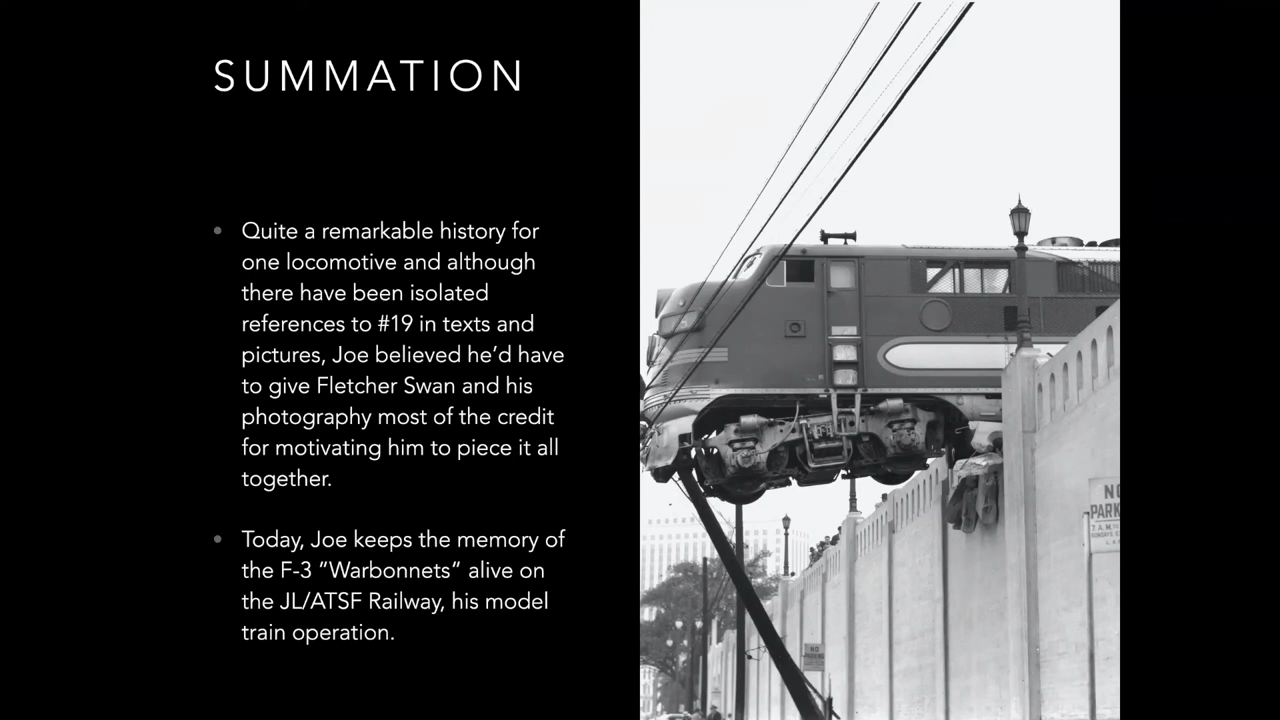 SUMMATION
• Quite a remarkable history for
one locomotive and although
there have been isolated
references to #19 in texts and
pictures, Joe believed he’d have
to give Fletcher Swan and his
photography most of the credit
for motivating him to piece it all
together.
• Today, Joe keeps the memory of
the F-3 “Warbonnets“ alive on
the JL/ATSF Railway, his model
train operation.
NO
PARK
NO